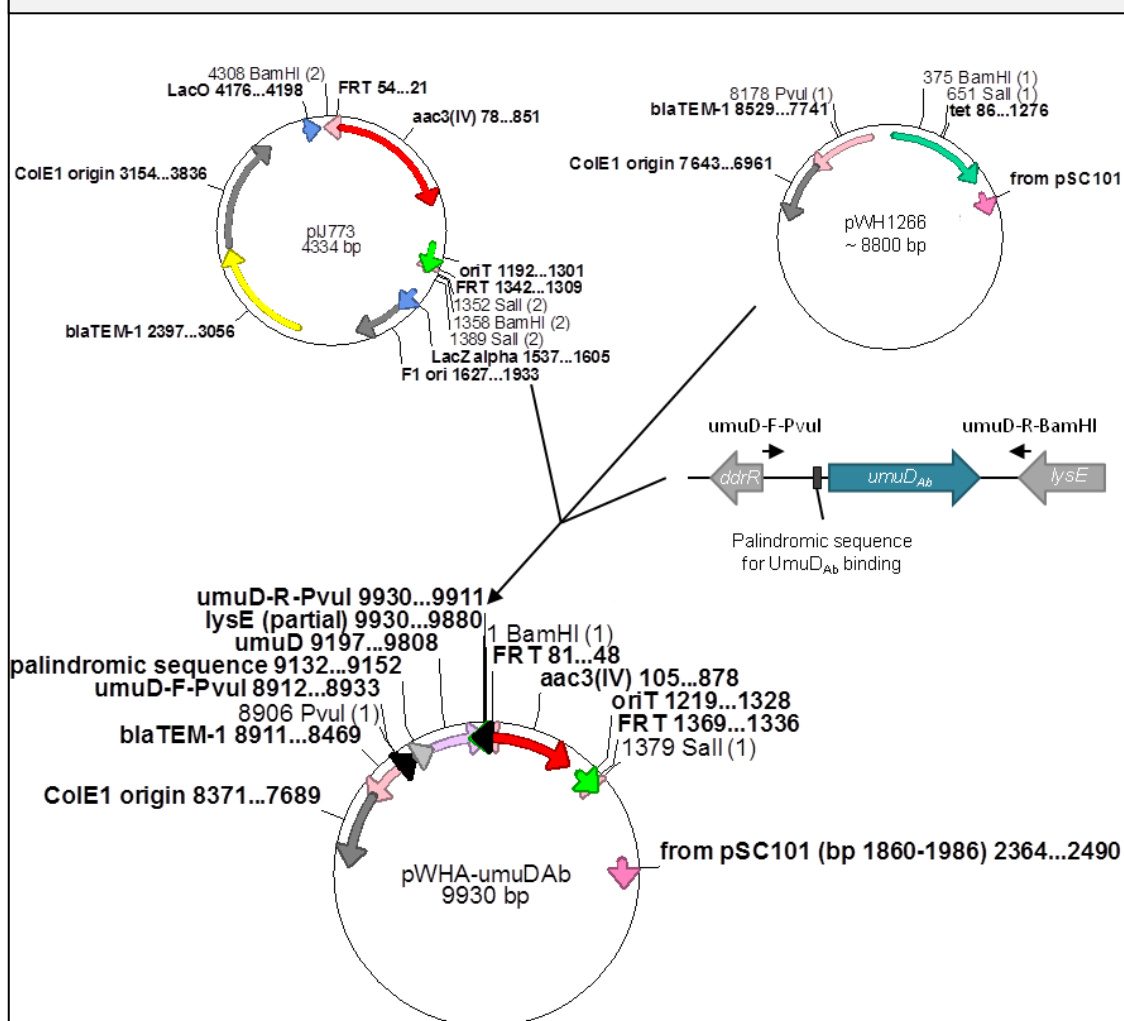 4308 BamHI (2)
LacO 4176...4198
FRT 54...21
aac3(IV) 78...851
ColE1 origin 3154...3836
pIJ773
4334 bp
oriT 1192...1301
FRT 1342...1309
1352 SalI (2)
1358 BamHI (2)
1389 SalI (2)
blaTEM-1 2397...3056
LacZ alpha 1537...1605
F1 ori 1627...1933
375 BamHI (1)
8178 PvuI (1)
651 SalI (1)
blaTEM-1 8529...7741
tet 86...1276
ColE1 origin 7643...6961
from pSC101
pWH1266
~ 8800 bp
umuD-F-PvuI
umuD-R-BamHI
ddrR
umuDAb
lysE
Palindromic sequence
for UmuDAb binding
umuD-R-PvuI 9930...9911
lysE (partial) 9930...9880
1 BamHI (1)
umuD 9197...9808
FRT 81...48
palindromic sequence 9132...9152
aac3(IV) 105...878
umuD-F-PvuI 8912...8933
oriT 1219...1328
8906 PvuI (1)
FRT 1369...1336
blaTEM-1 8911...8469
1379 SalI (1)
ColE1 origin 8371...7689
from pSC101 (bp 1860-1986) 2364...2490
pWHA-umuDAb
9930 bp